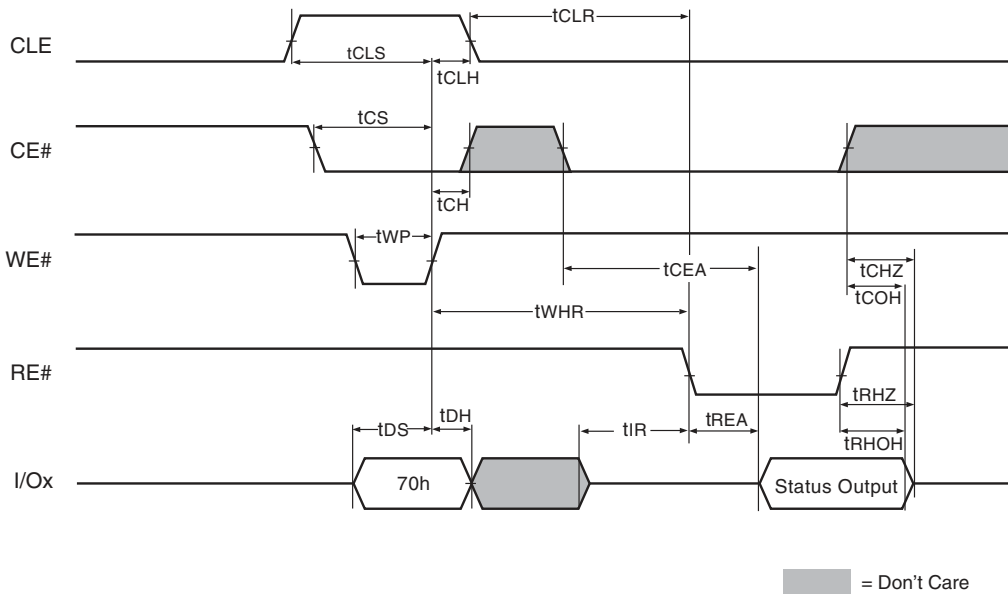 tCLR
CLE
tCLS
tCLH
tCS
CE#
tCH
tWP
WE#
tCEA
tCHZ
tCOH
tWHR
RE#
tDH
tRHZ
tDS
tIR
tREA
tRHOH
I/Ox
70h
Status Output
= Don't Care